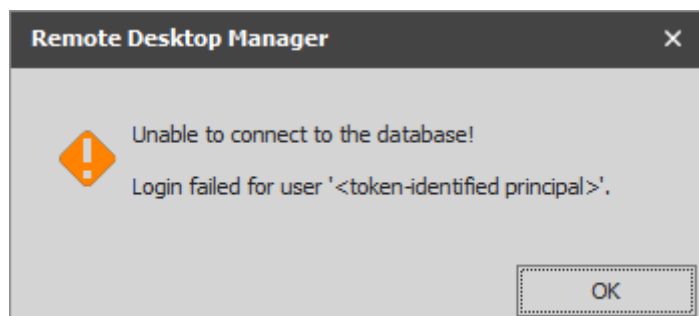 Remote Desktop Manager
Unable to connect to the database!
Login failed for user '<token-identified principal>'.
OK